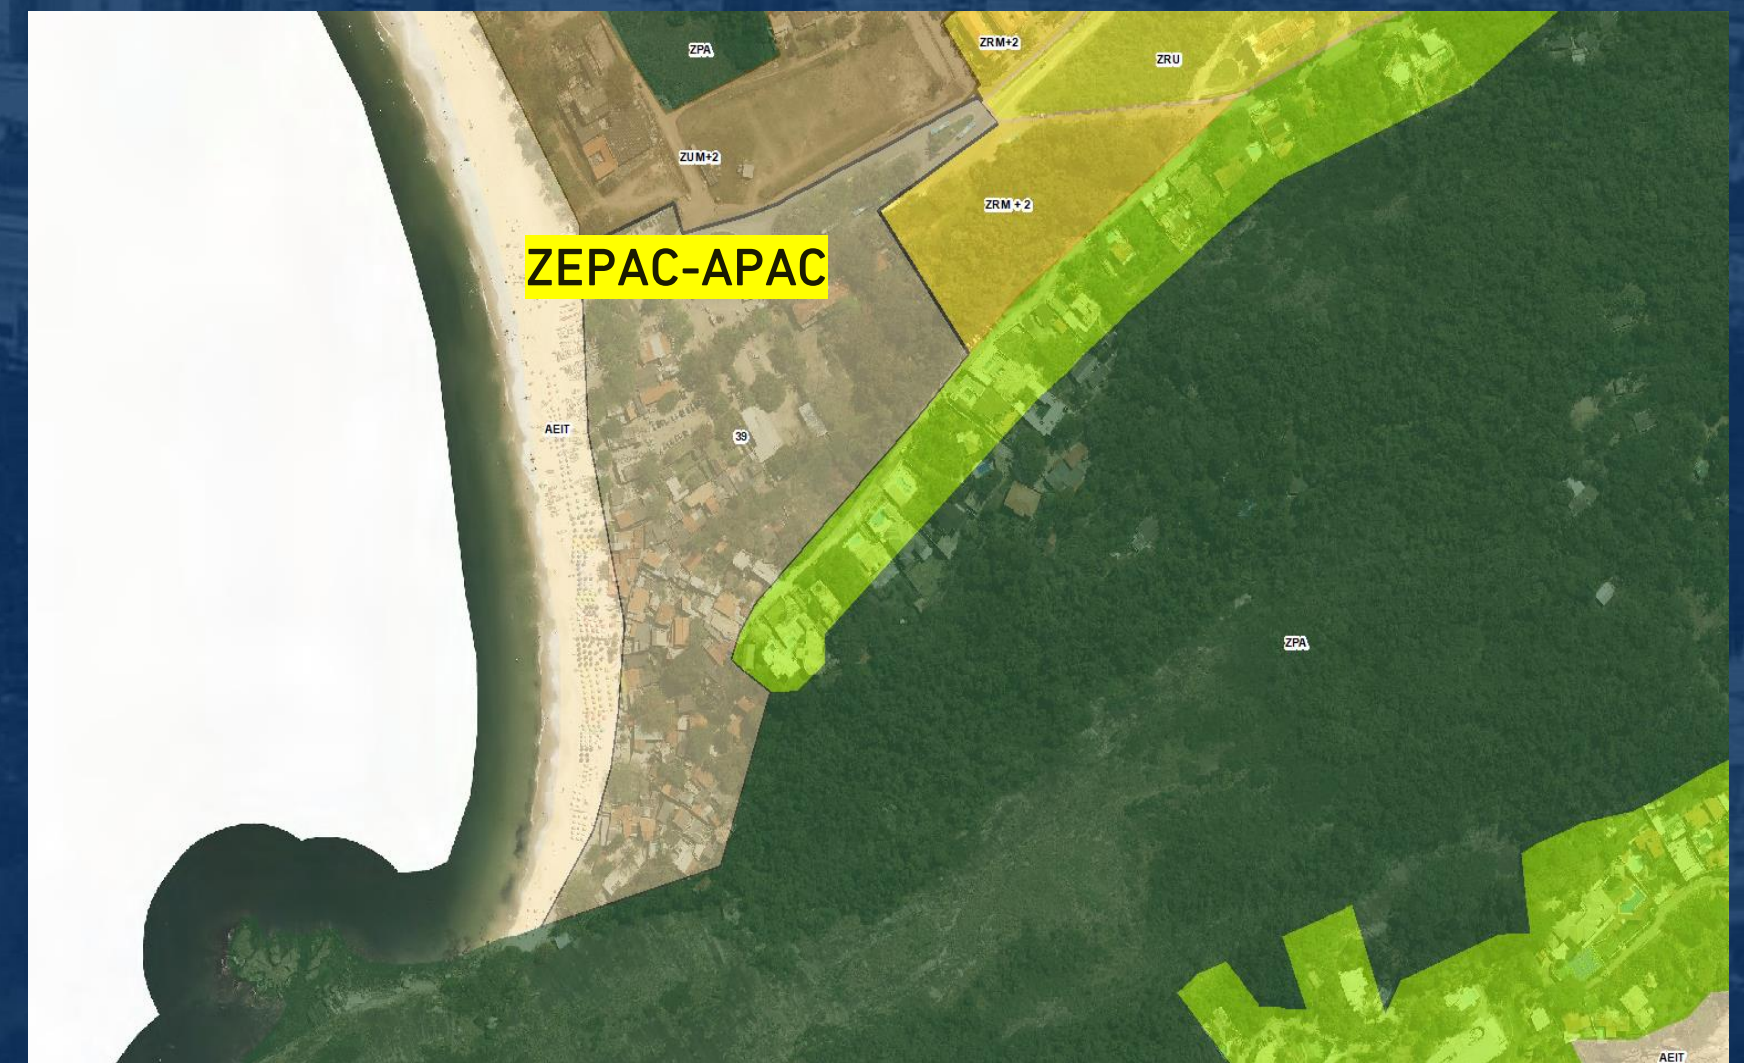 ZPA
ZRM+2
ZRU
ZUM+2
ZRM + 2
ZEPAC-APAC
AEIT
39
ZPA
AEIT